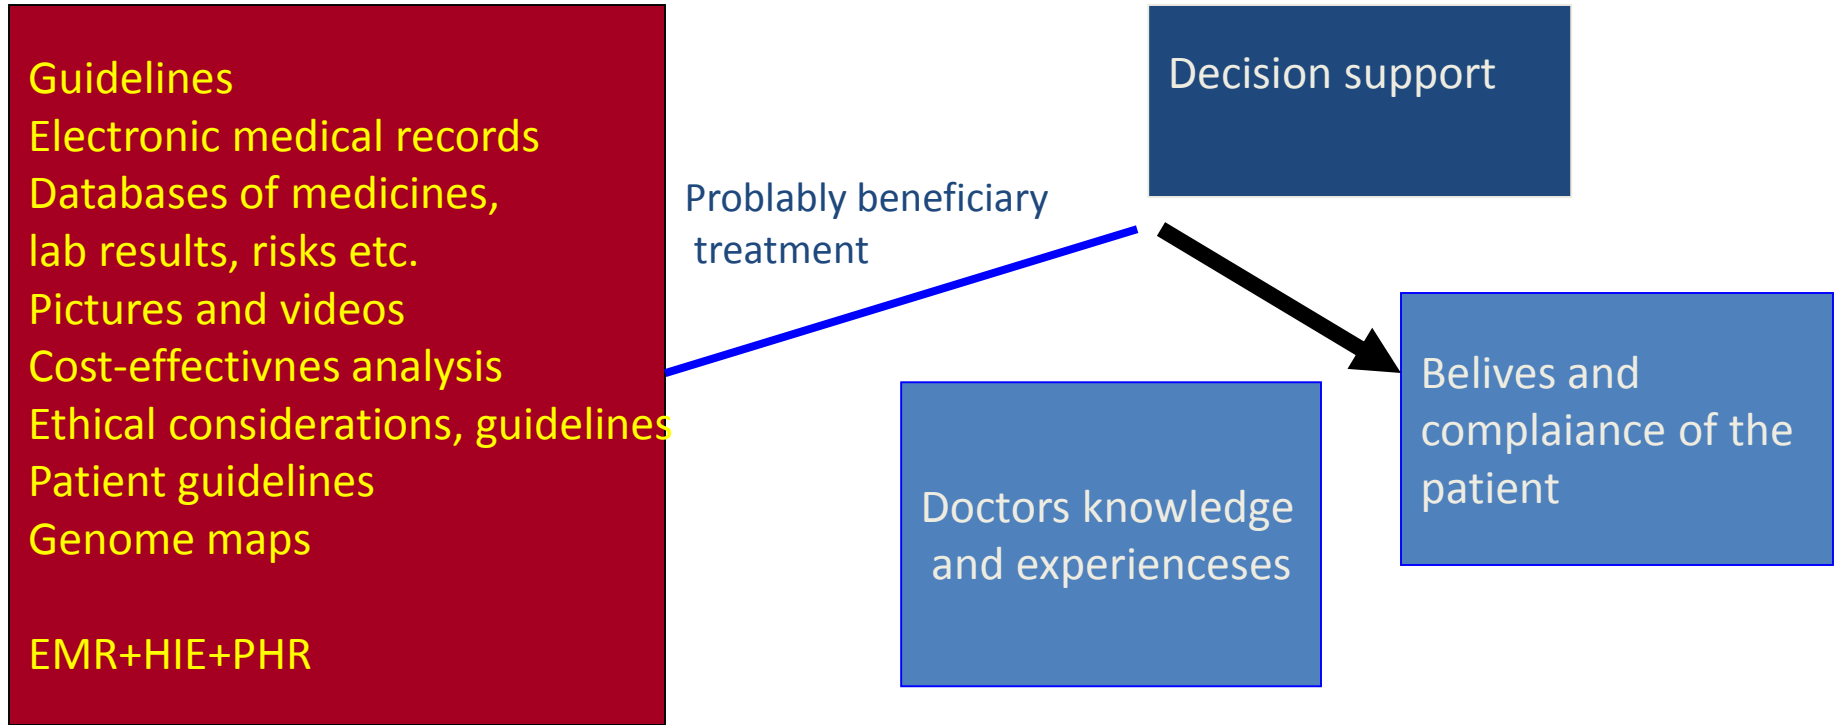 Guidelines
Electronic medical records
Databases of medicines,
lab results, risks etc.
Pictures and videos
Cost-effectivnes analysis
Ethical considerations, guidelines
Patient guidelines
Genome maps
EMR+HIE+PHR
Problably beneficiary
treatment
Decision support
Doctors knowledge
and experienceses
Belives and
complaiance of the
patient